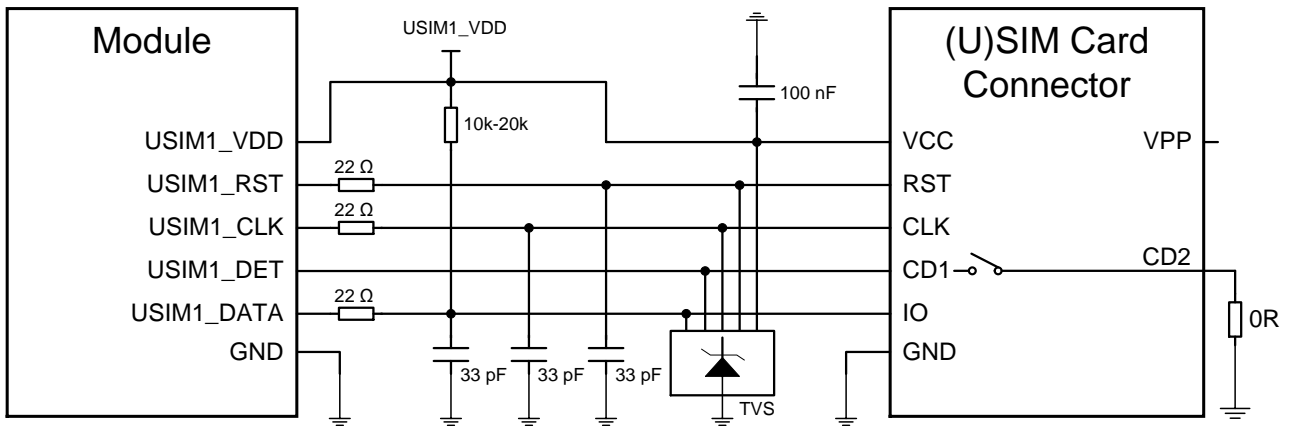 Module
USIM1_VDD
(U)SIM Card
Connector
100 nF
10k-20k
USIM1_VDD
VCC
VPP
22 Ω
USIM1_RST
RST
22 Ω
USIM1_CLK
CLK
USIM1_DET
CD1
CD2
22 Ω
USIM1_DATA
IO
0R
GND
GND
33 pF
33 pF
33 pF
TVS